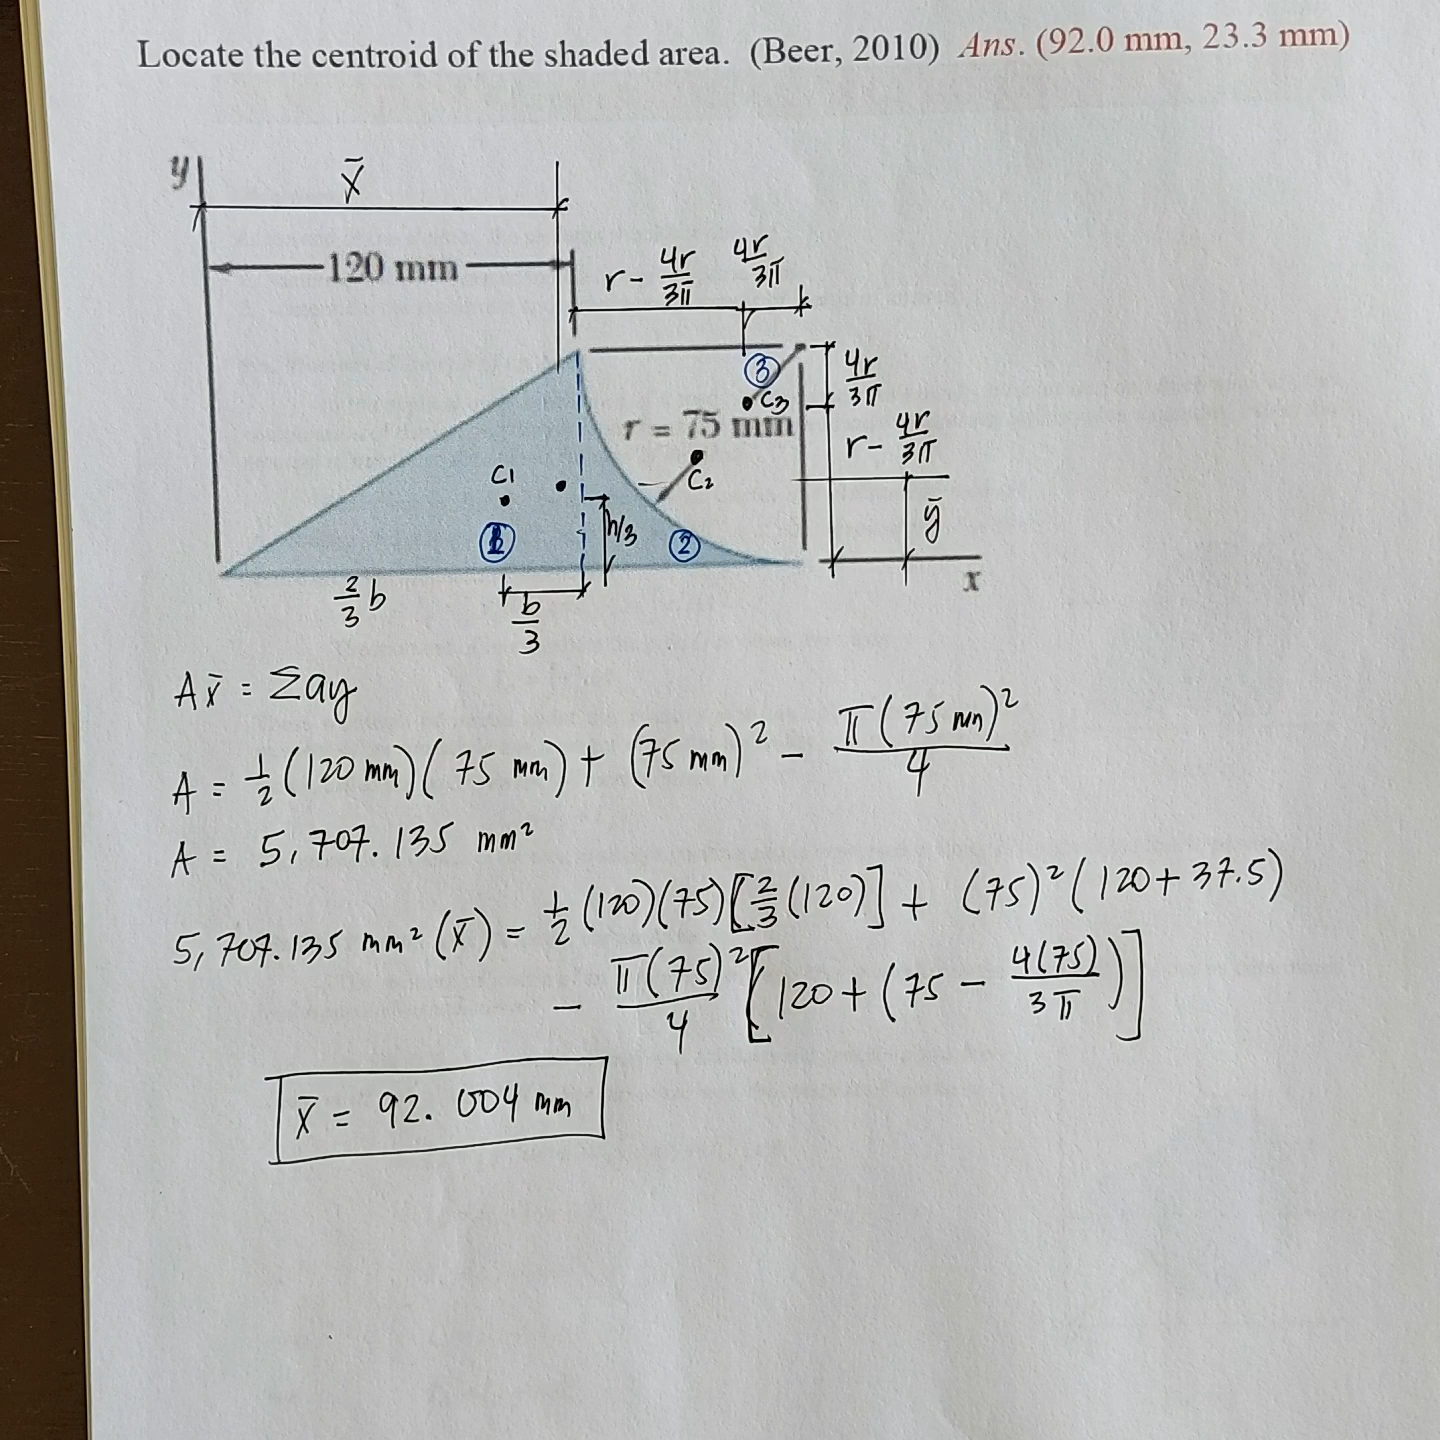 Locate the centroid of the shaded area. (Beer, 2010) Ans. (92.0 mm, 23.3 mm)
y
x̄
120 mm
r - 4r/3π
4r/3π
③
C3
4r/3π
r = 75 mm
r - 4r/3π
C1
C2
ȳ
h/3
①
②
x
2/3 b
b/3
Ax̄ = Σay
A = 1/2 (120 mm)(75 mm) + (75 mm)² - π(75 mm)²/4
A = 5,707.135 mm²
5,707.135 mm² (x̄) = 1/2 (120)(75)[2/3 (120)] + (75)² (120 + 37.5)
- π(75)²/4 [120 + (75 - 4(75)/3π)]
x̄ = 92.004 mm